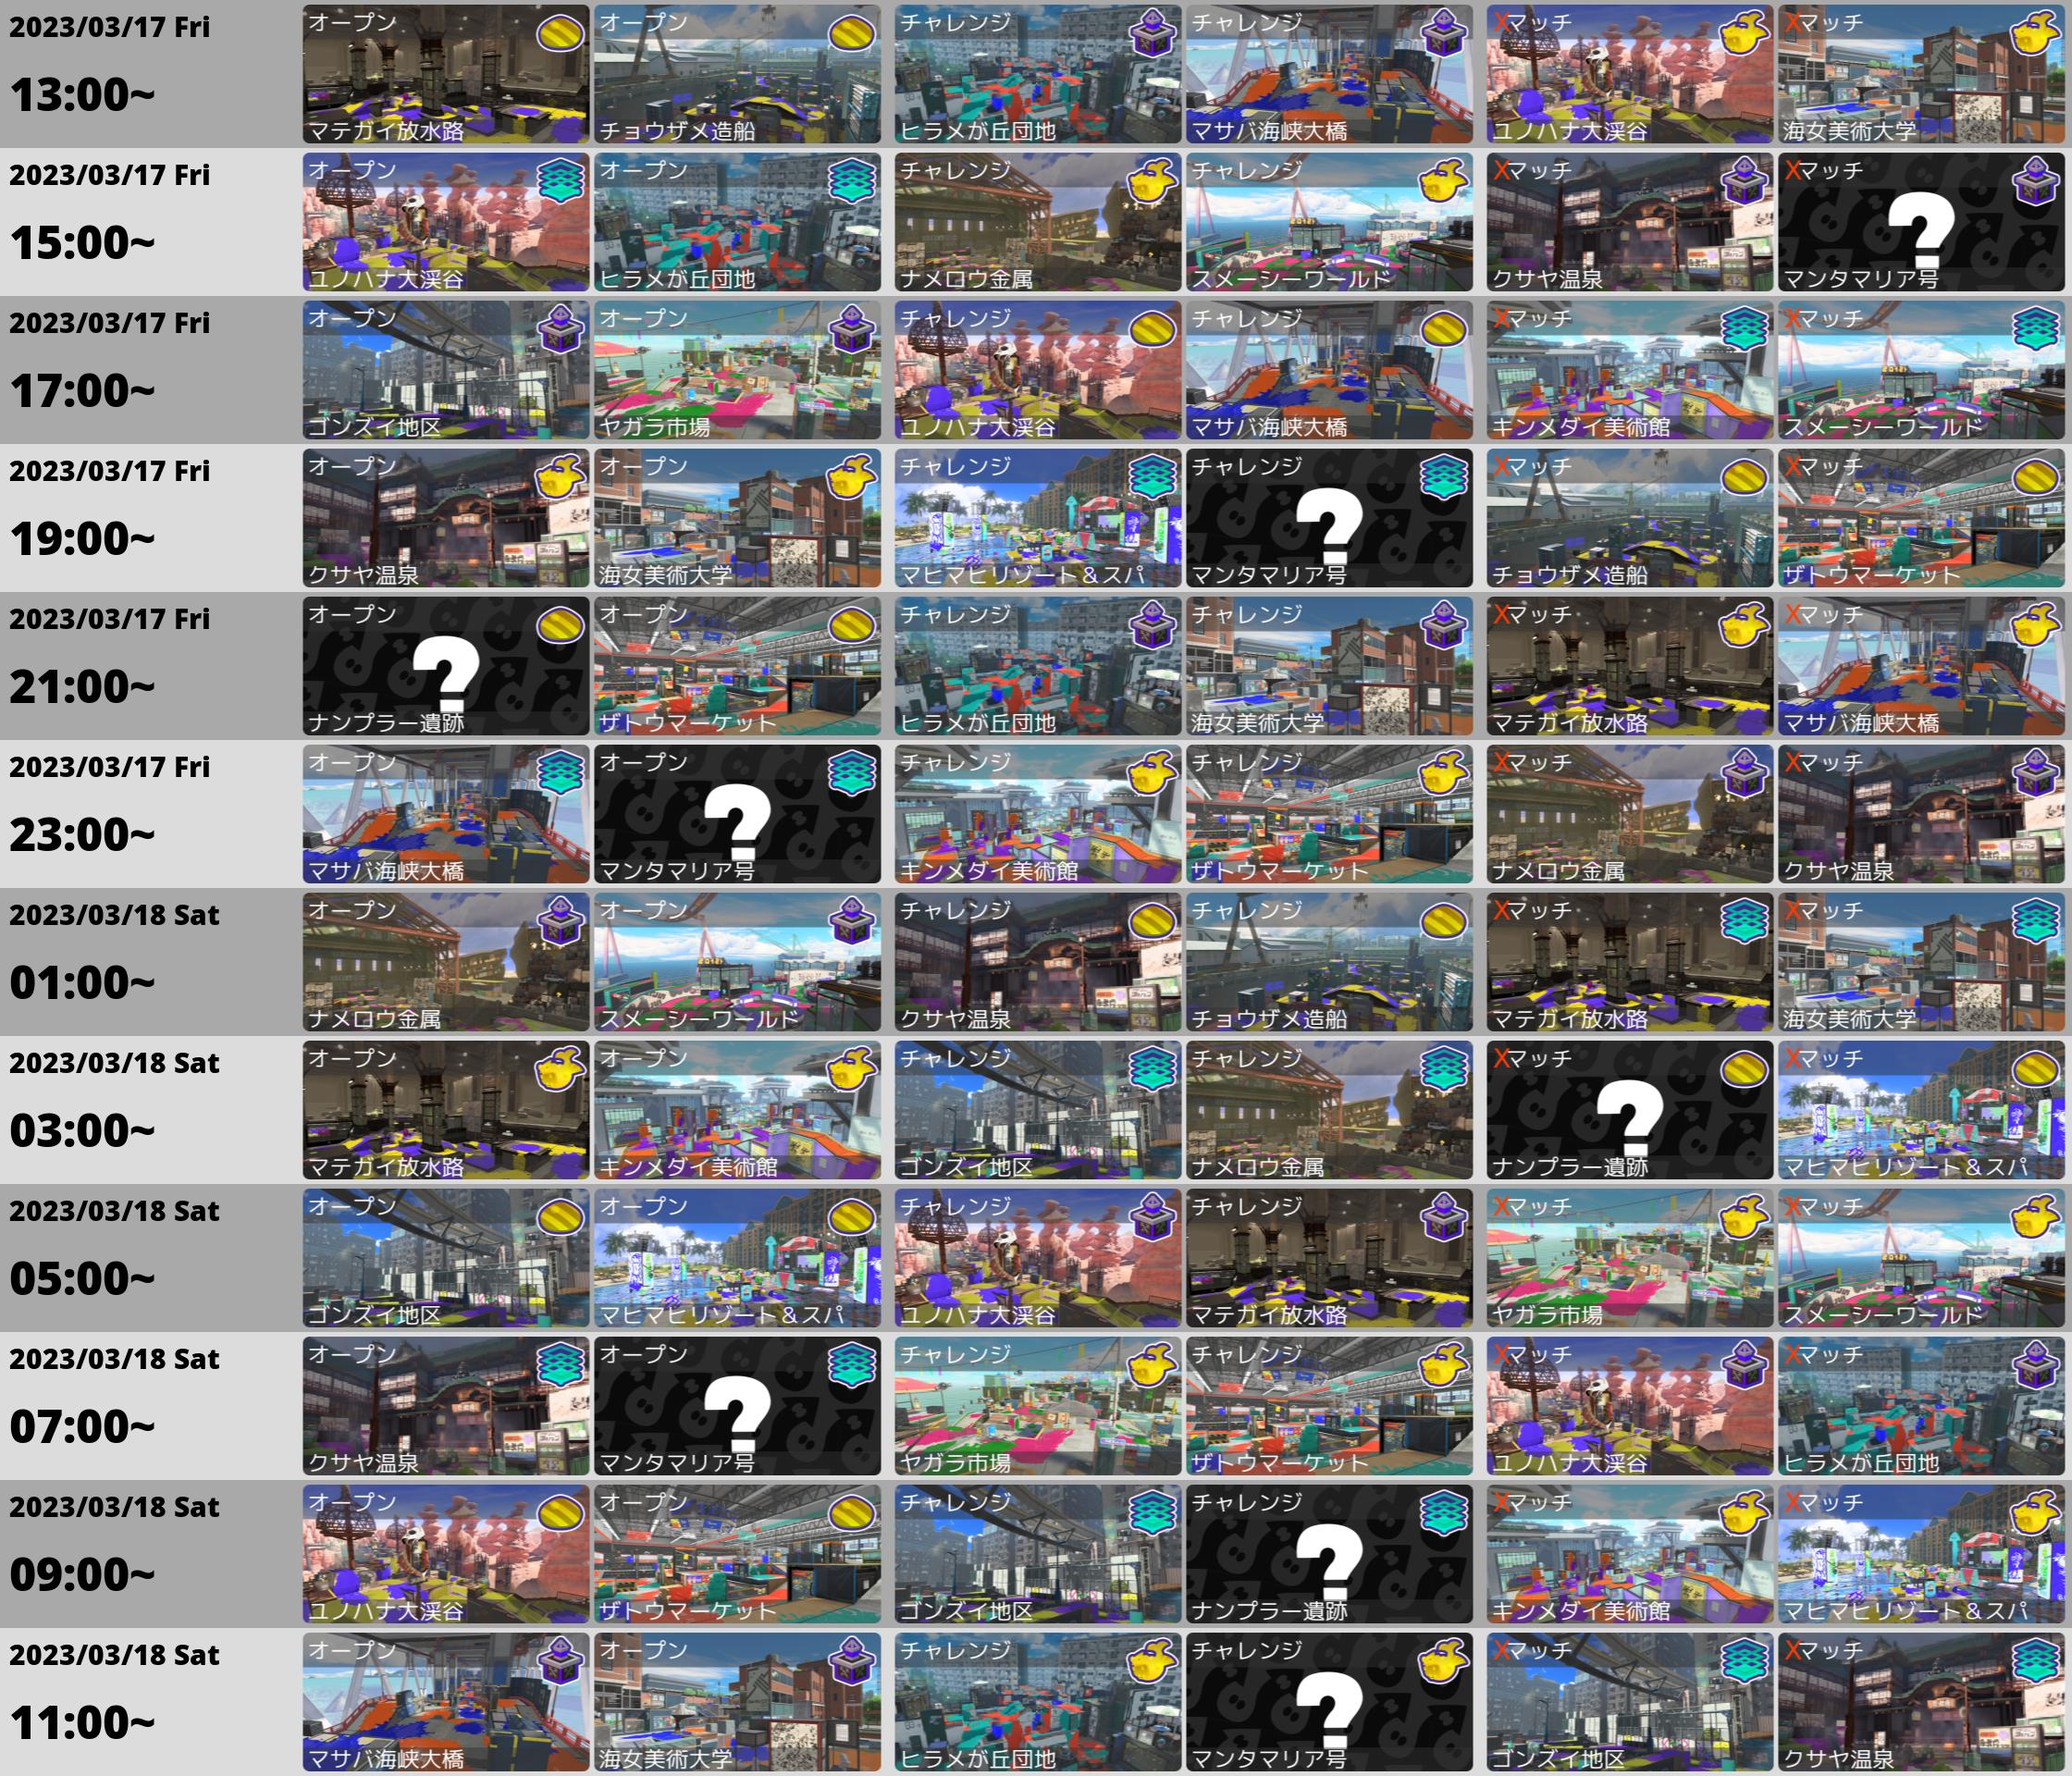 2023/03/17 Fri
13:00~
オープン オープン チャレンジ チャレンジ Xマッチ Xマッチ
マテガイ放水路 チョウザメ造船 ヒラメが丘団地 マサバ海峡大橋 ユノハナ大渓谷 海女美術大学
2023/03/17 Fri
15:00~
オープン オープン チャレンジ チャレンジ Xマッチ Xマッチ
ユノハナ大渓谷 ヒラメが丘団地 ナメロウ金属 スメーシーワールド クサヤ温泉 マンタマリア号
2023/03/17 Fri
17:00~
オープン オープン チャレンジ チャレンジ Xマッチ Xマッチ
ゴンズイ地区 ヤガラ市場 ユノハナ大渓谷 マサバ海峡大橋 キンメダイ美術館 スメーシーワールド
2023/03/17 Fri
19:00~
オープン オープン チャレンジ チャレンジ Xマッチ Xマッチ
クサヤ温泉 海女美術大学 マヒマヒリゾート＆スパ マンタマリア号 チョウザメ造船 ザトウマーケット
2023/03/17 Fri
21:00~
オープン オープン チャレンジ チャレンジ Xマッチ Xマッチ
ナンプラー遺跡 ザトウマーケット ヒラメが丘団地 海女美術大学 マテガイ放水路 マサバ海峡大橋
2023/03/17 Fri
23:00~
オープン オープン チャレンジ チャレンジ Xマッチ Xマッチ
マサバ海峡大橋 マンタマリア号 キンメダイ美術館 ザトウマーケット ナメロウ金属 クサヤ温泉
2023/03/18 Sat
01:00~
オープン オープン チャレンジ チャレンジ Xマッチ Xマッチ
ナメロウ金属 スメーシーワールド クサヤ温泉 チョウザメ造船 マテガイ放水路 海女美術大学
2023/03/18 Sat
03:00~
オープン オープン チャレンジ チャレンジ Xマッチ Xマッチ
マテガイ放水路 キンメダイ美術館 ゴンズイ地区 ナメロウ金属 ナンプラー遺跡 マヒマヒリゾート＆スパ
2023/03/18 Sat
05:00~
オープン オープン チャレンジ チャレンジ Xマッチ Xマッチ
ゴンズイ地区 マヒマヒリゾート＆スパ ユノハナ大渓谷 マテガイ放水路 ヤガラ市場 スメーシーワールド
2023/03/18 Sat
07:00~
オープン オープン チャレンジ チャレンジ Xマッチ Xマッチ
クサヤ温泉 マンタマリア号 ヤガラ市場 ザトウマーケット ユノハナ大渓谷 ヒラメが丘団地
2023/03/18 Sat
09:00~
オープン オープン チャレンジ チャレンジ Xマッチ Xマッチ
ユノハナ大渓谷 ザトウマーケット ゴンズイ地区 ナンプラー遺跡 キンメダイ美術館 マヒマヒリゾート＆スパ
2023/03/18 Sat
11:00~
オープン オープン チャレンジ チャレンジ Xマッチ Xマッチ
マサバ海峡大橋 海女美術大学 ヒラメが丘団地 マンタマリア号 ゴンズイ地区 クサヤ温泉